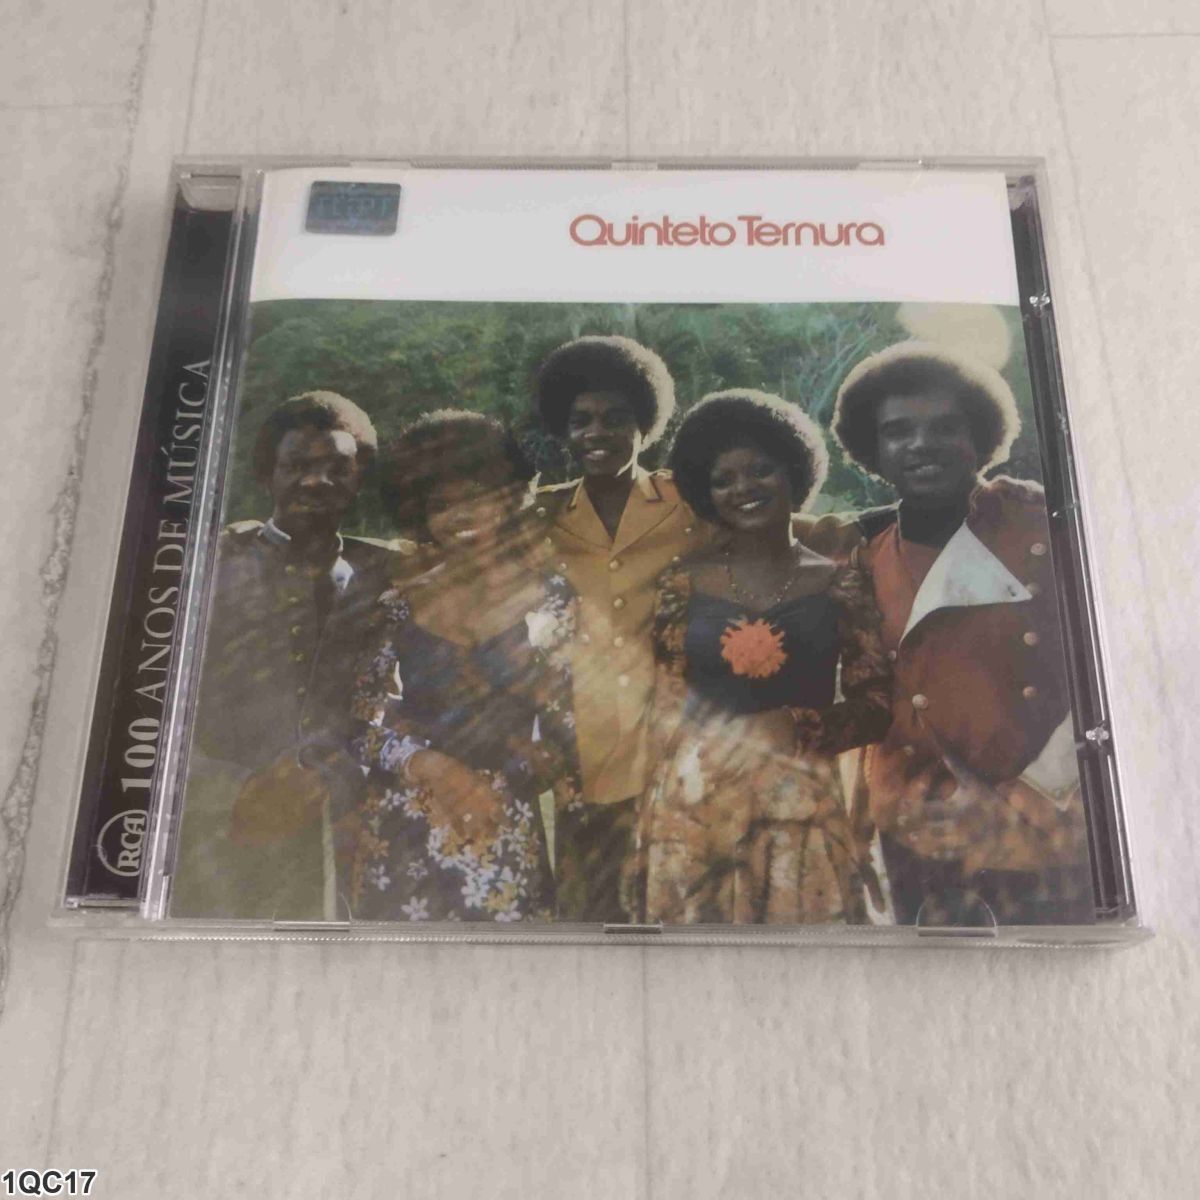 Quinteto Ternura
RCA 100 ANOS DE MÚSICA
1QC17